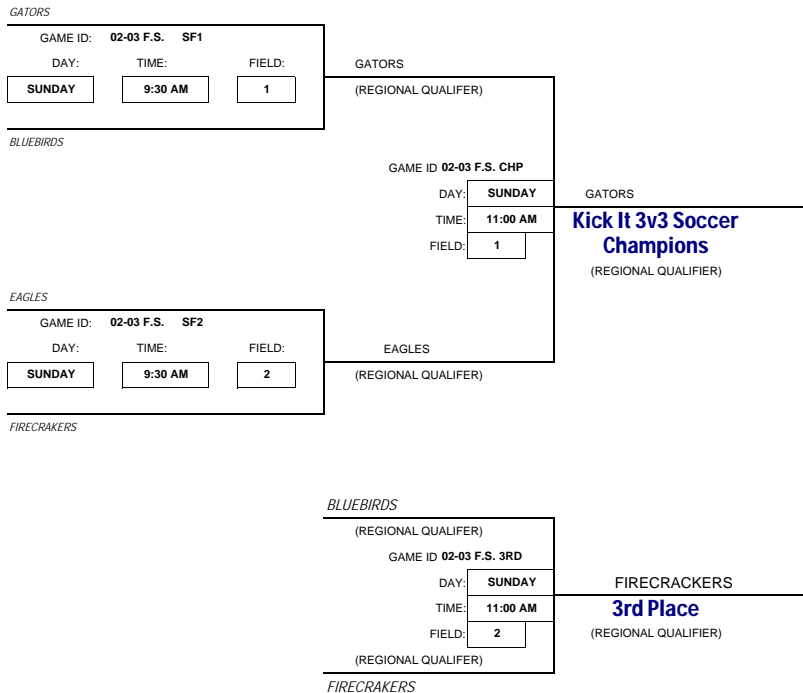 GATORS
GAME ID: 02-03 F.S. SF1
DAY: TIME: FIELD:
SUNDAY 9:30 AM 1
BLUEBIRDS
GATORS
(REGIONAL QUALIFER)
GAME ID 02-03 F.S. CHP
DAY: SUNDAY
TIME: 11:00 AM
FIELD: 1
GATORS
Kick It 3v3 Soccer
Champions
(REGIONAL QUALIFIER)
EAGLES
GAME ID: 02-03 F.S. SF2
DAY: TIME: FIELD:
SUNDAY 9:30 AM 2
FIRECRAKERS
EAGLES
(REGIONAL QUALIFER)
BLUEBIRDS
(REGIONAL QUALIFER)
GAME ID 02-03 F.S. 3RD
DAY: SUNDAY
TIME: 11:00 AM
FIELD: 2
(REGIONAL QUALIFER)
FIRECRAKERS
FIRECRACKERS
3rd Place
(REGIONAL QUALIFIER)